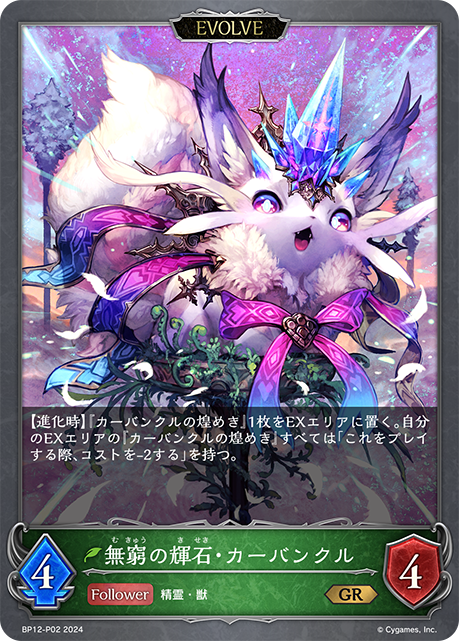 EVOLVE
【進化時】『カーバンクルの煌めき』1枚をEXエリアに置く。自分
のEXエリアの『カーバンクルの煌めき』すべては「これをプレイ
する際、コストを-2する」を持つ。
むきゅう きせき
無窮の輝石・カーバンクル
4
Follower 精霊・獣 GR
4
BP12-P02 2024 © Cygames, Inc.